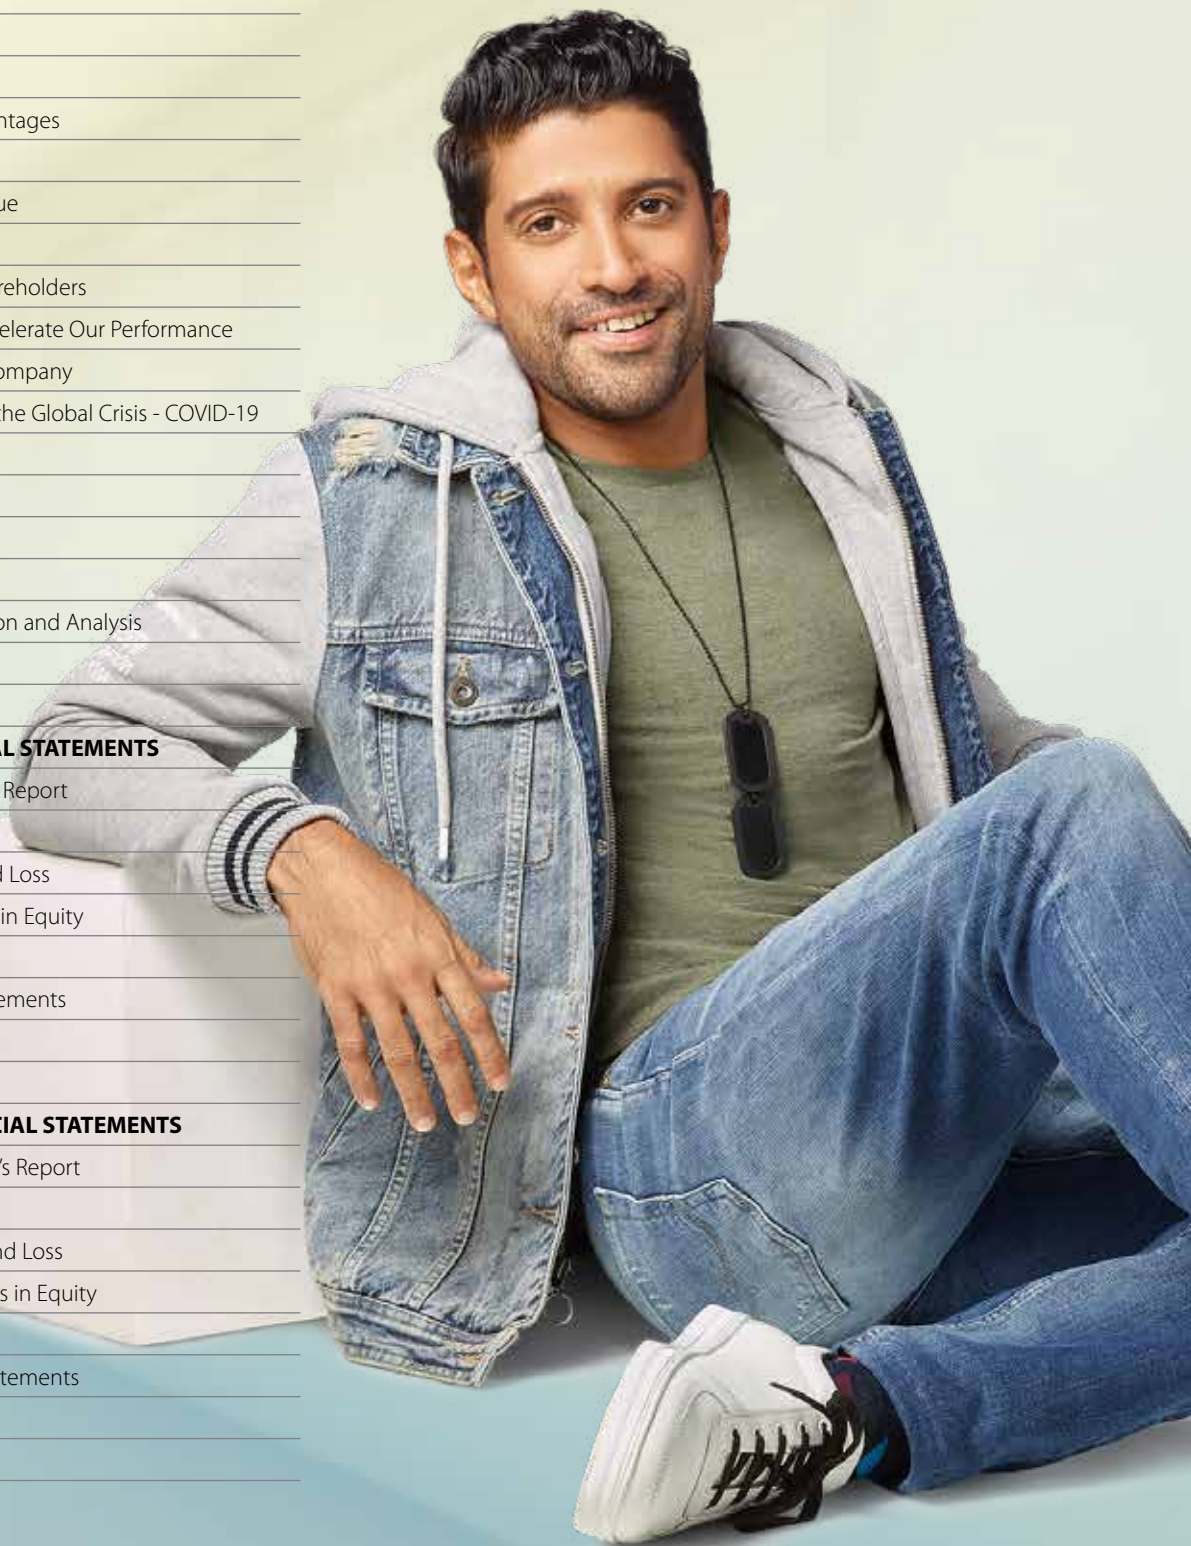 ntages
ue
reholders
elerate Our Performance
ompany
the Global Crisis - COVID-19
on and Analysis
L STATEMENTS
Report
Loss
in Equity
ements
CIAL STATEMENTS
's Report
nd Loss
s in Equity
tements